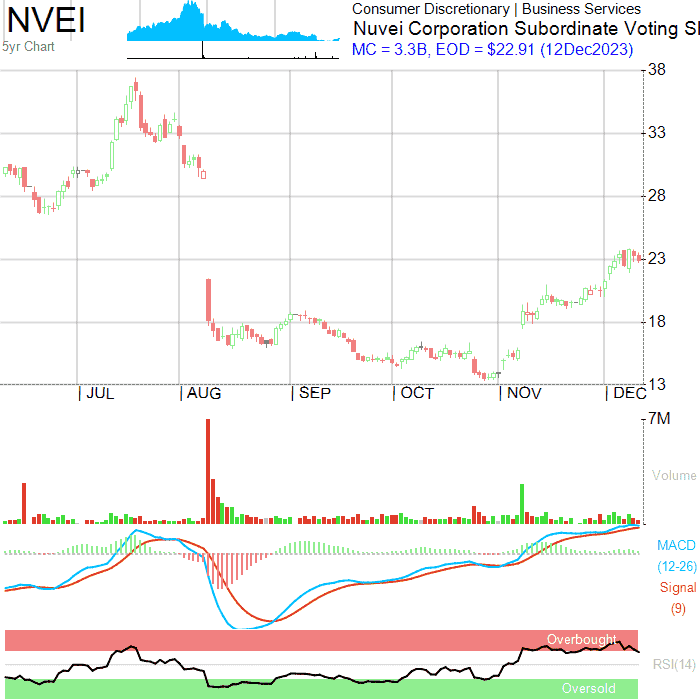 NVEI
5yr Chart
Consumer Discretionary | Business Services
Nuvei Corporation Subordinate Voting Sl
MC = 3.3B, EOD = $22.91 (12Dec2023)
38
33
28
23
18
13
| JUL | AUG | SEP | OCT | NOV | DEC
7M
Volume
MACD
(12-26)
Signal
(9)
Overbought
RSI(14)
Oversold